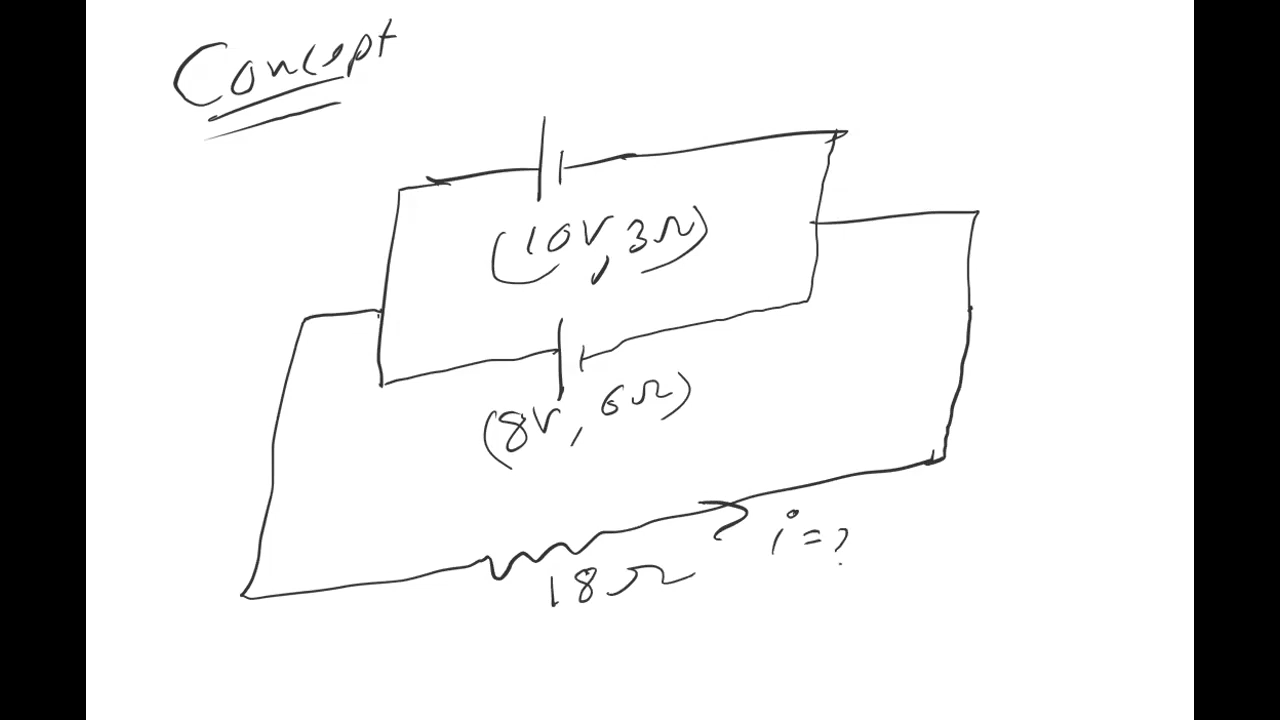 Concept
(10V, 3Ω)
(8V, 6Ω)
i = ?
18Ω